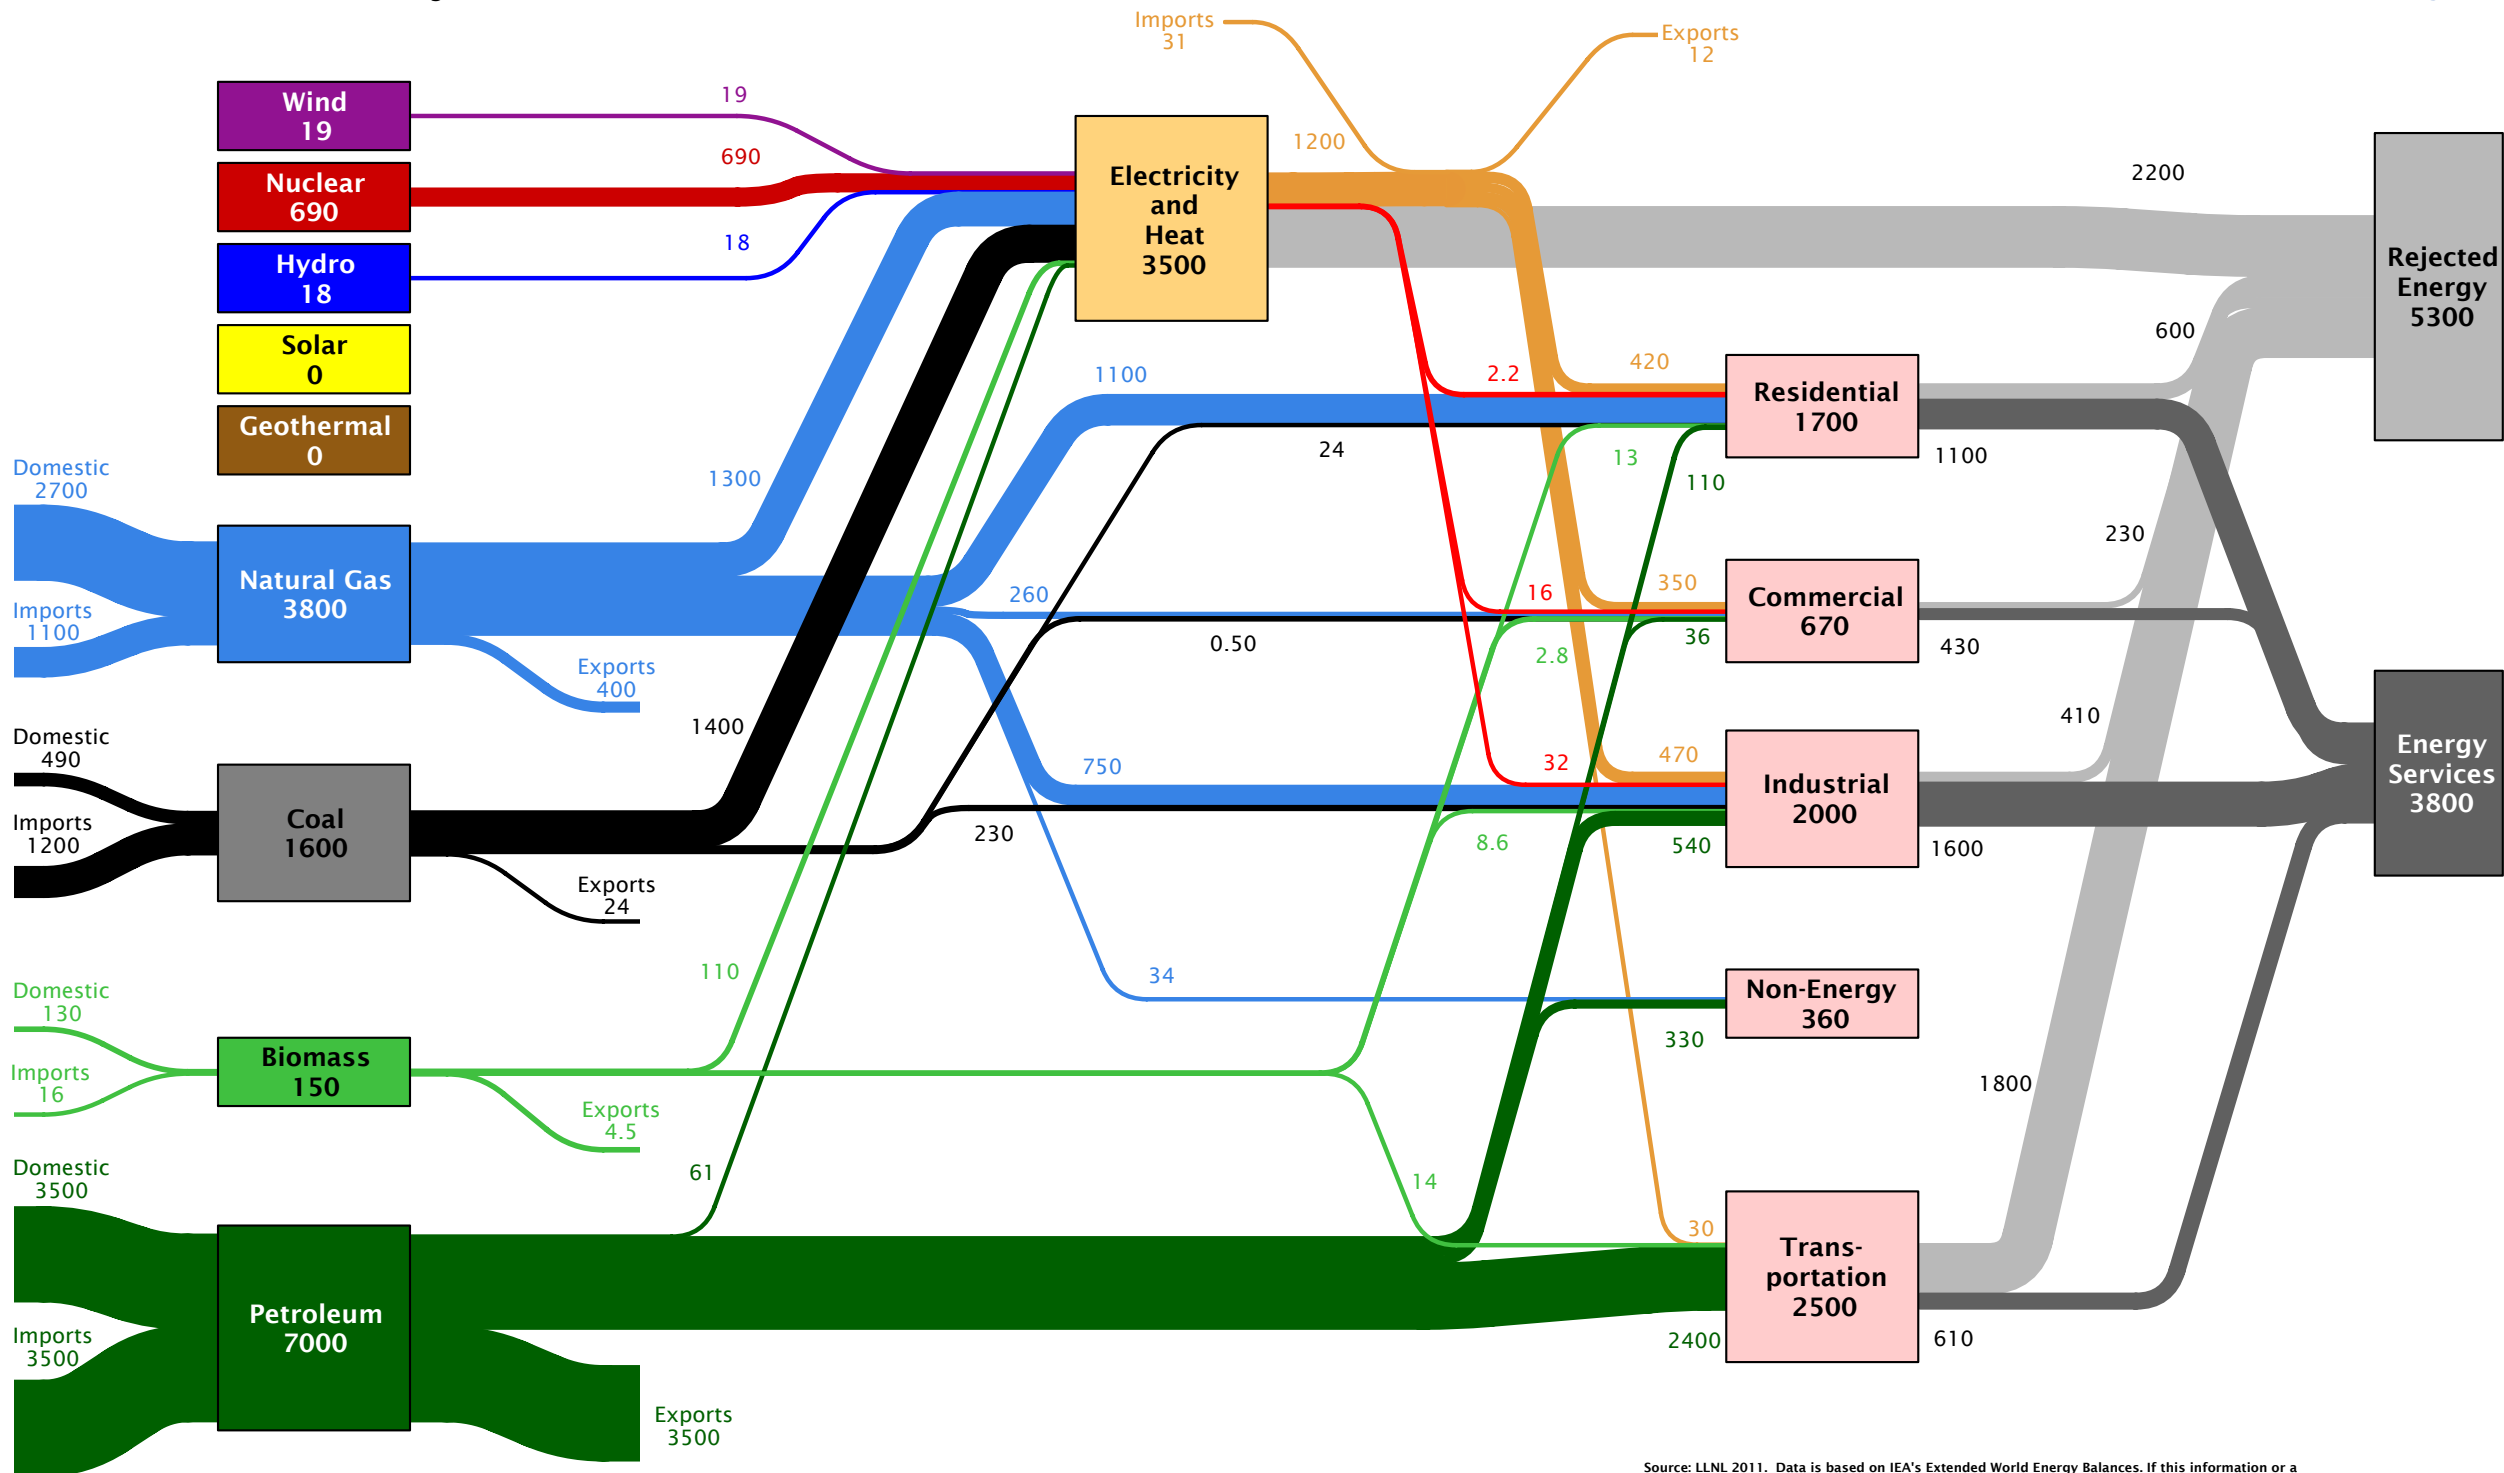 Imports
31
Exports
12
Wind
19
19
Nuclear
690
690
Hydro
18
18
Solar
0
Geothermal
0
Electricity
and
Heat
3500
1200
2200
Rejected
Energy
5300
600
Domestic
2700
Imports
1100
Natural Gas
3800
Exports
400
1300
1100
260
750
34
24
0.50
230
2.2
16
32
420
350
470
30
13
2.8
8.6
14
110
36
540
330
2400
Residential
1700
1100
Commercial
670
230
430
Industrial
2000
410
1600
Non-Energy
360
Trans-
portation
2500
1800
610
Energy
Services
3800
Domestic
490
Imports
1200
Coal
1600
Exports
24
1400
Domestic
130
Imports
16
Biomass
150
Exports
4.5
110
Domestic
3500
Imports
3500
Petroleum
7000
61
Exports
3500
Source: LLNL 2011. Data is based on IEA's Extended World Energy Balances. If this information or a